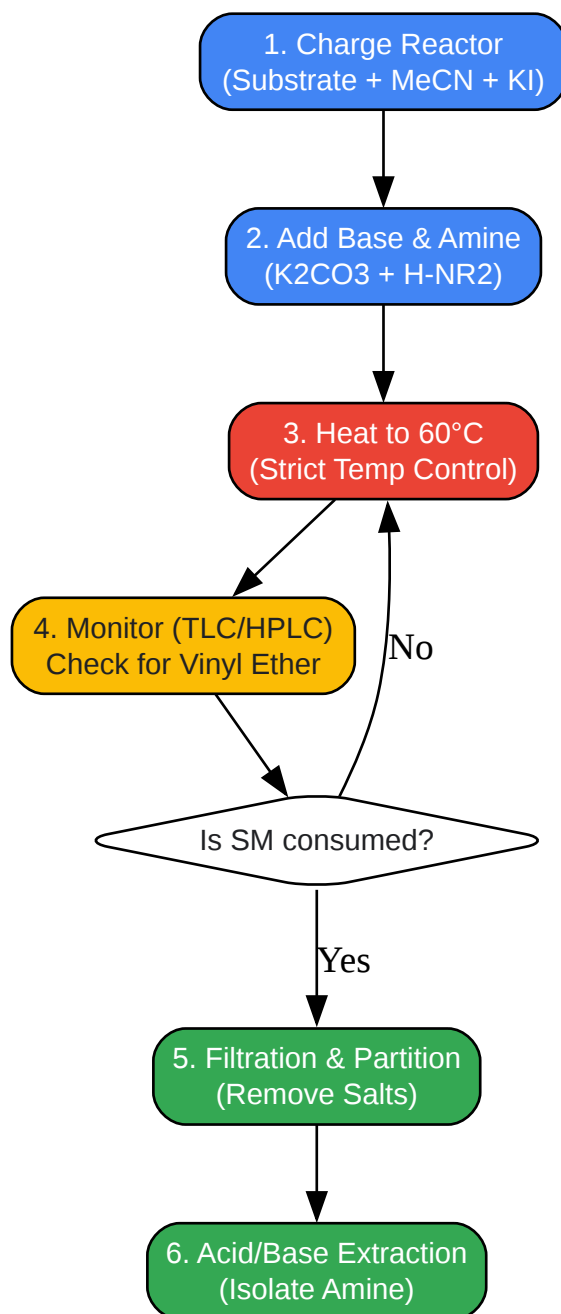 1. Charge Reactor
(Substrate + MeCN + KI)
2. Add Base & Amine
(K2CO3 + H-NR2)
3. Heat to 60°C
(Strict Temp Control)
4. Monitor (TLC/HPLC)
Check for Vinyl Ether
No
Is SM consumed?
Yes
5. Filtration & Partition
(Remove Salts)
6. Acid/Base Extraction
(Isolate Amine)